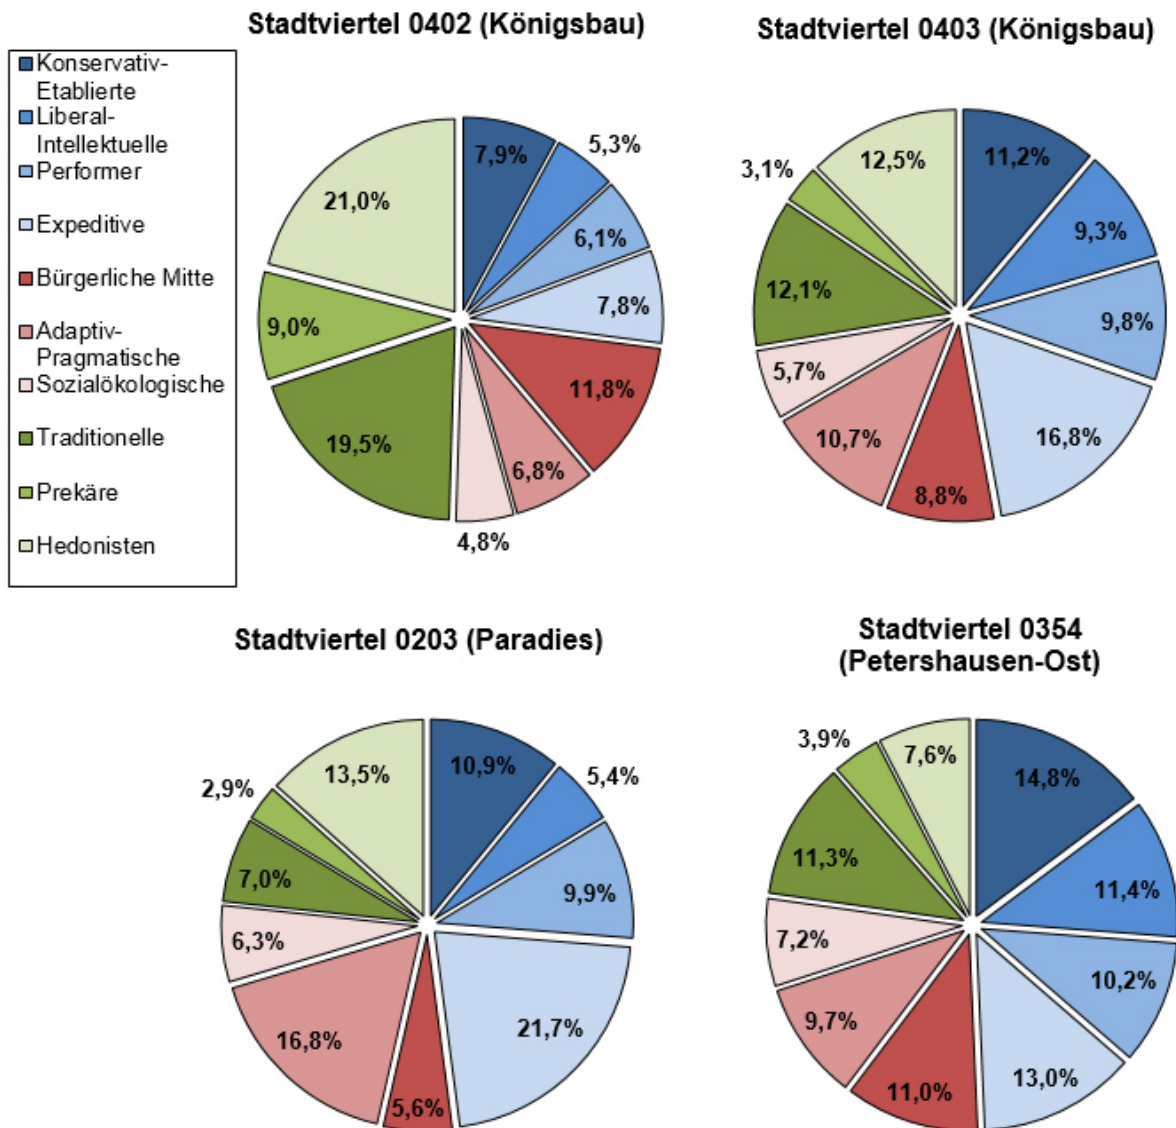 Stadtviertel 0402 (Königsbau)
Stadtviertel 0403 (Königsbau)
Konservativ-
Etablierte
Liberal-
Intellektuelle
Performer
Expeditive
Bürgerliche Mitte
Adaptiv-
Pragmatische
Sozialökologische
Traditionelle
Prekäre
Hedonisten
7,9%
5,3%
6,1%
7,8%
11,8%
6,8%
4,8%
19,5%
9,0%
21,0%
11,2%
9,3%
9,8%
16,8%
8,8%
10,7%
5,7%
12,1%
3,1%
12,5%
Stadtviertel 0203 (Paradies)
Stadtviertel 0354
(Petershausen-Ost)
10,9%
5,4%
9,9%
21,7%
5,6%
16,8%
6,3%
7,0%
2,9%
13,5%
14,8%
11,4%
10,2%
13,0%
11,0%
9,7%
7,2%
11,3%
3,9%
7,6%